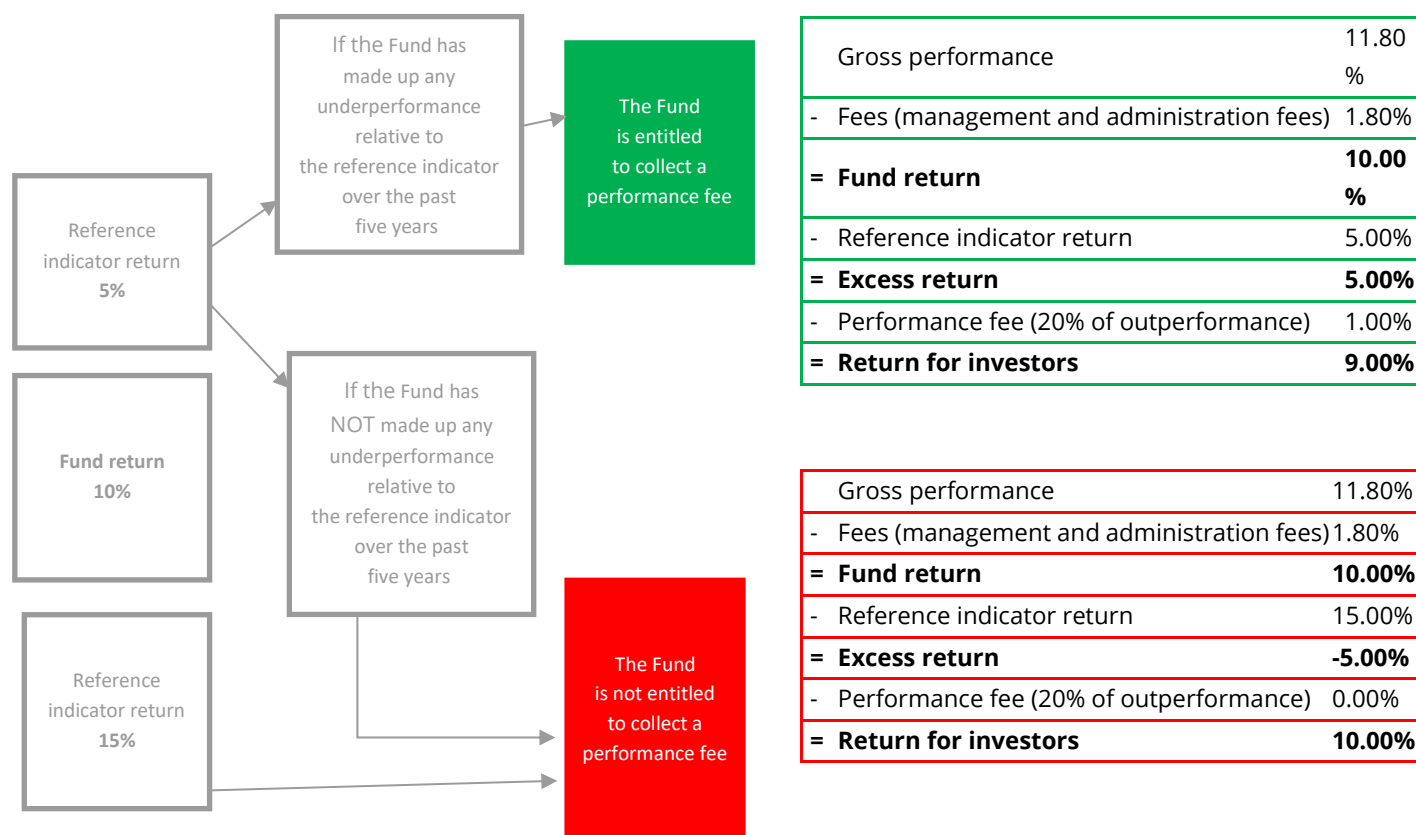 If the Fund has
made up any
underperformance
relative to
the reference indicator
over the past
five years
The Fund
is entitled
to collect a
performance fee
Reference
indicator return
5%
Fund return
10%
If the Fund has
NOT made up any
underperformance
relative to
the reference indicator
over the past
five years
Reference
indicator return
15%
The Fund
is not entitled
to collect a
performance fee
Gross performance 11.80
%
- Fees (management and administration fees) 1.80%
= Fund return 10.00
%
- Reference indicator return 5.00%
= Excess return 5.00%
- Performance fee (20% of outperformance) 1.00%
= Return for investors 9.00%
Gross performance 11.80%
- Fees (management and administration fees) 1.80%
= Fund return 10.00%
- Reference indicator return 15.00%
= Excess return -5.00%
- Performance fee (20% of outperformance) 0.00%
= Return for investors 10.00%